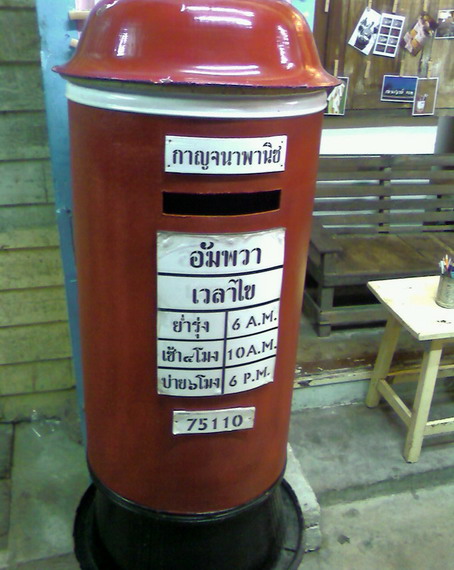 กาญจนาพานิช
อัมพวา
เวลาไข
ย่ำรุ่ง 6 A.M.
เช้า๔โมง 10 A.M.
บ่าย๖โมง 6 P.M.
75110